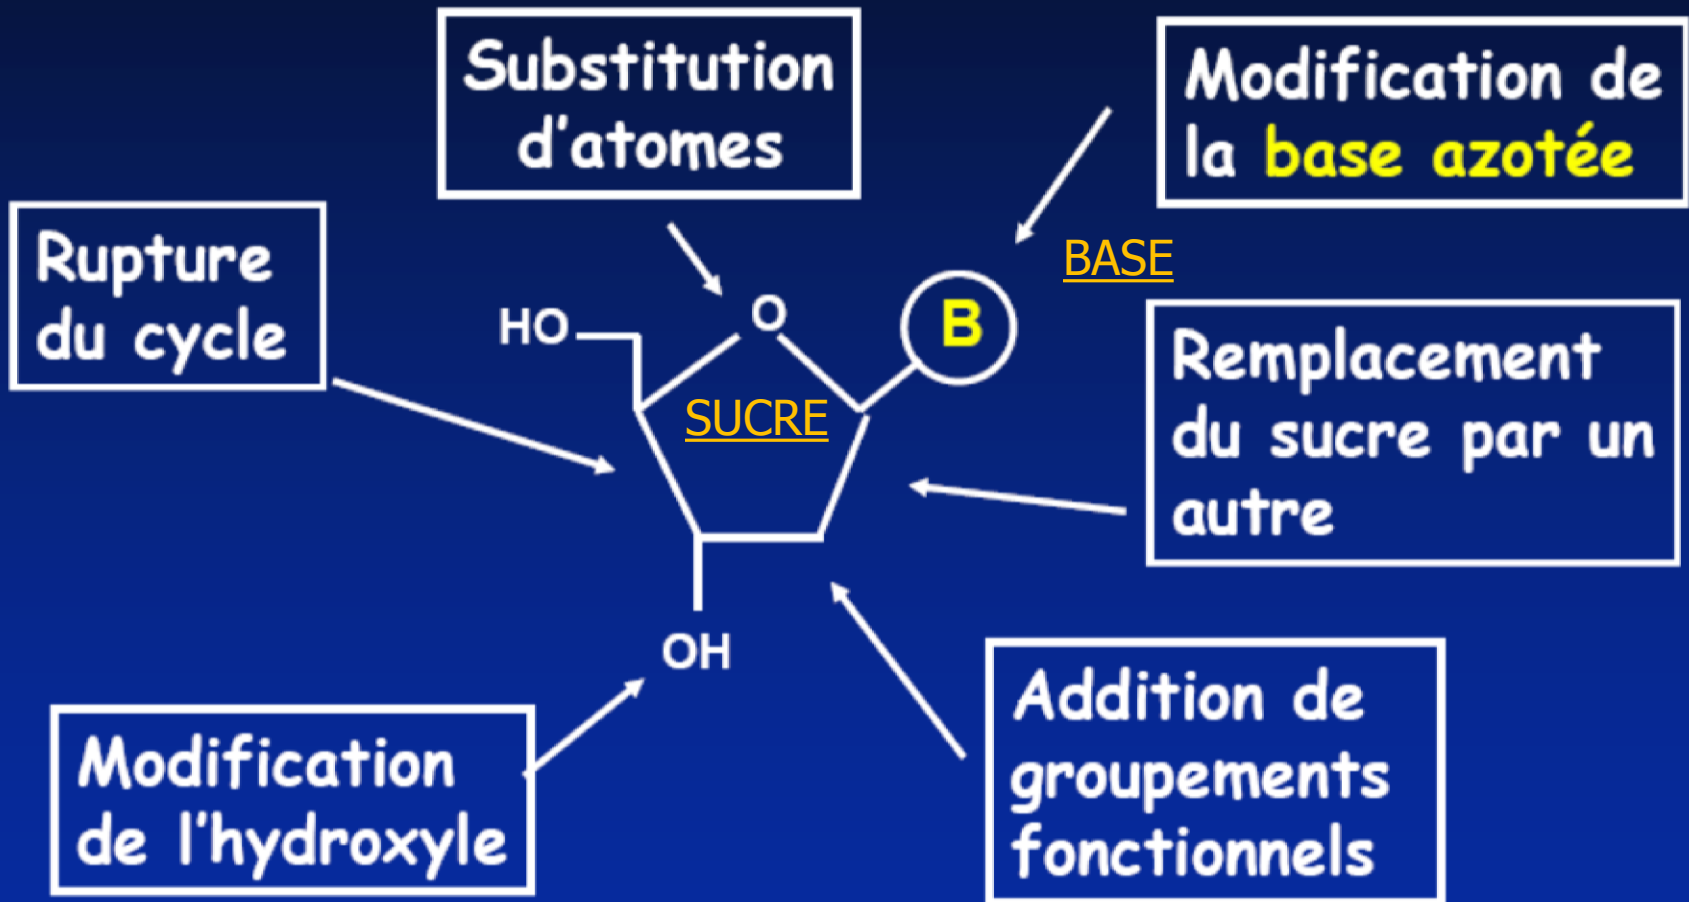 Substitution
d'atomes
Modification de
la base azotée
Rupture
du cycle
BASE
HO
O
B
SUCRE
Remplacement
du sucre par un
autre
OH
Modification
de l'hydroxyle
Addition de
groupements
fonctionnels